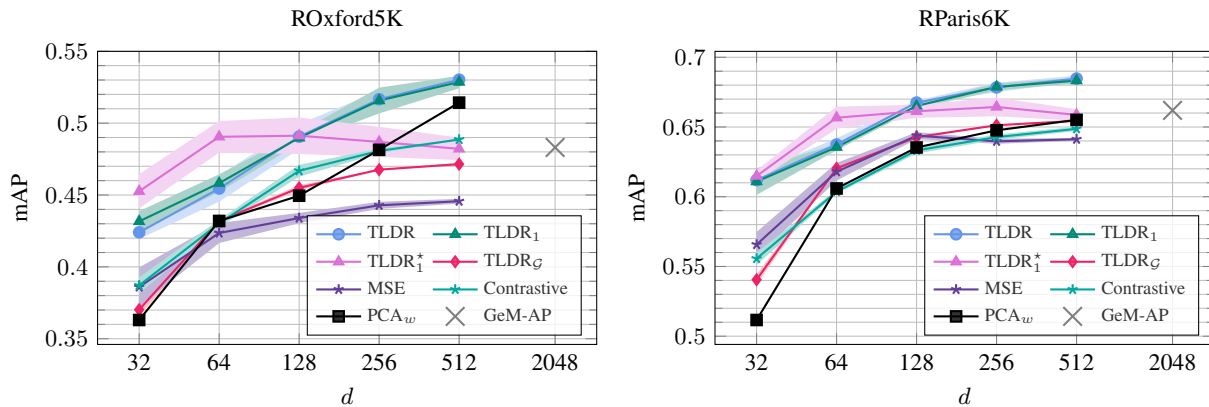 ROxford5K
0.55
0.5
0.45
0.4
0.35
mAP
32 64 128 256 512 2048
d
TLDR TLDR₁
TLDR₁⋆ TLDR𝒢
MSE Contrastive
PCA𝑤 GeM-AP
RParis6K
0.7
0.65
0.6
0.55
0.5
mAP
32 64 128 256 512 2048
d
TLDR TLDR₁
TLDR₁⋆ TLDR𝒢
MSE Contrastive
PCA𝑤 GeM-AP